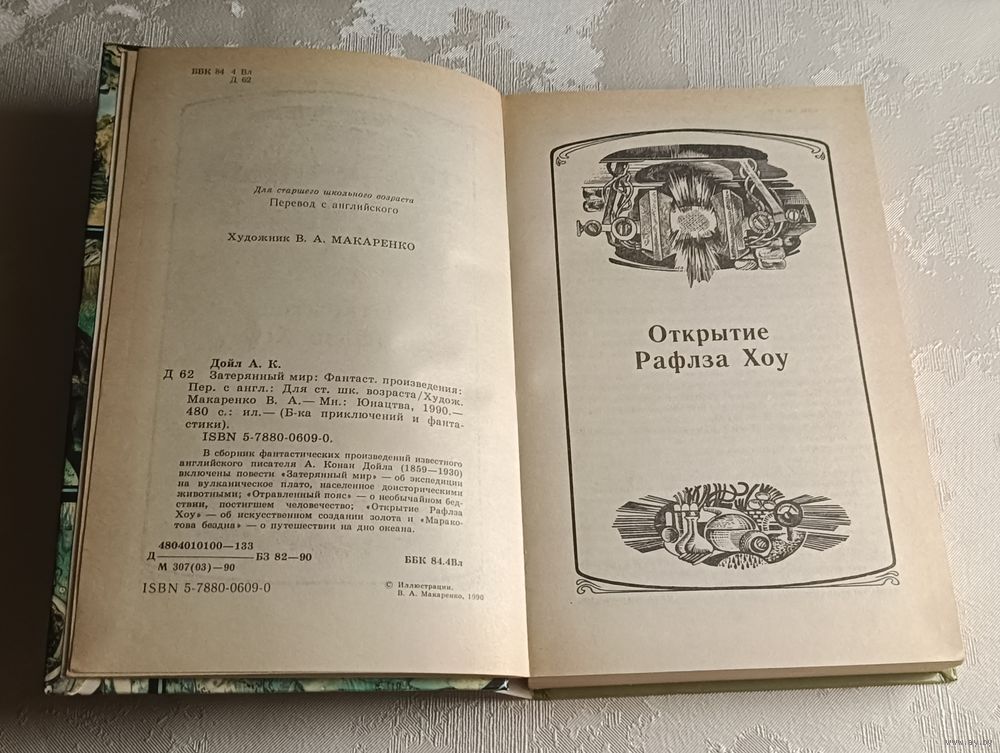 ББК 84 4 Вл
Д 62
Для старшего школьного возраста
Перевод с английского
Художник В. А. МАКАРЕНКО
Дойл А. К.
Д 62 Затерянный мир: Фантаст. произведения:
Пер. с англ.: Для ст. шк. возраста/Худож.
Макаренко В. А.— Мн.: Юнацтва, 1990.—
480 с.: ил.— (Б-ка приключений и фанта-
стики).
ISBN 5-7880-0609-0.
В сборник фантастических произведений известного
английского писателя А. Конан Дойла (1859—1930)
включены повести «Затерянный мир» — об экспедиции
на вулканическое плато, населенное доисторическими
животными; «Отравленный пояс» — о необычайном бед-
ствии, постигшем человечество; «Открытие Рафлза
Хоу» — об искусственном создании золота и «Марако-
това бездна» — о путешествии на дно океана.
4804010100—133
Д БЗ 82—90
М 307(03)—90
ББК 84.4Вл
ISBN 5-7880-0609-0
© Иллюстрации.
В. А. Макаренко, 1990
Открытие
Рафлза Хоу
www.ay.by